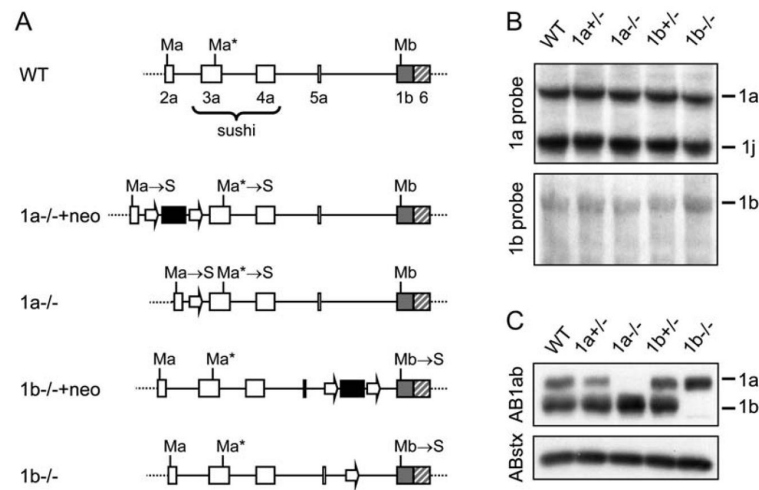 A
WT
Ma Ma* Mb
2a 3a 4a 5a 1b 6
sushi
1a-/-+neo
Ma→S Ma*→S Mb
1a-/-
Ma→S Ma*→S Mb
1b-/-+neo
Ma Ma* Mb→S
1b-/-
Ma Ma* Mb→S
B
WT 1a+/- 1a-/- 1b+/- 1b-/-
1a probe
1a
1j
1b probe
1b
C
WT 1a+/- 1a-/- 1b+/- 1b-/-
AB1ab
1a
1b
ABstx